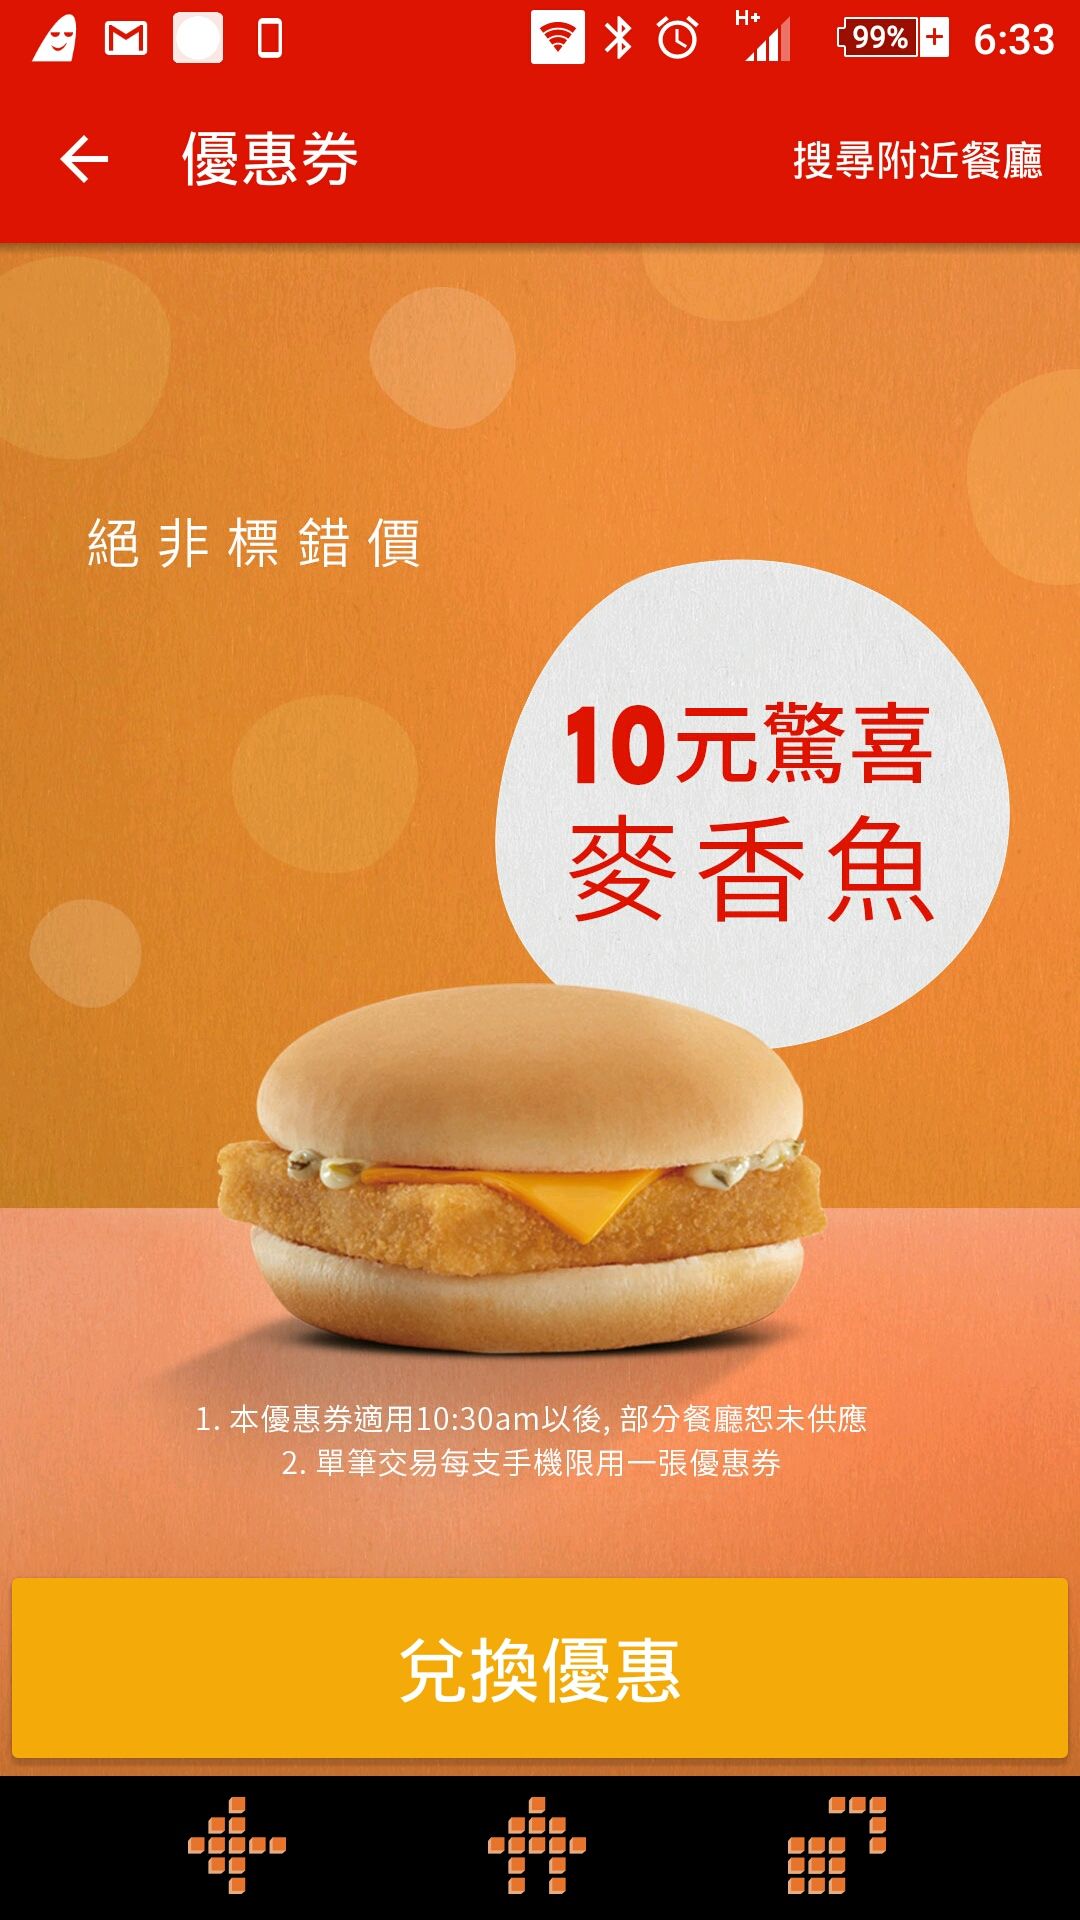 H+
99%
6:33
優惠券
搜尋附近餐廳
絕非標錯價
10元驚喜
麥香魚
1. 本優惠券適用10:30am以後, 部分餐廳恕未供應
2. 單筆交易每支手機限用一張優惠券
兌換優惠